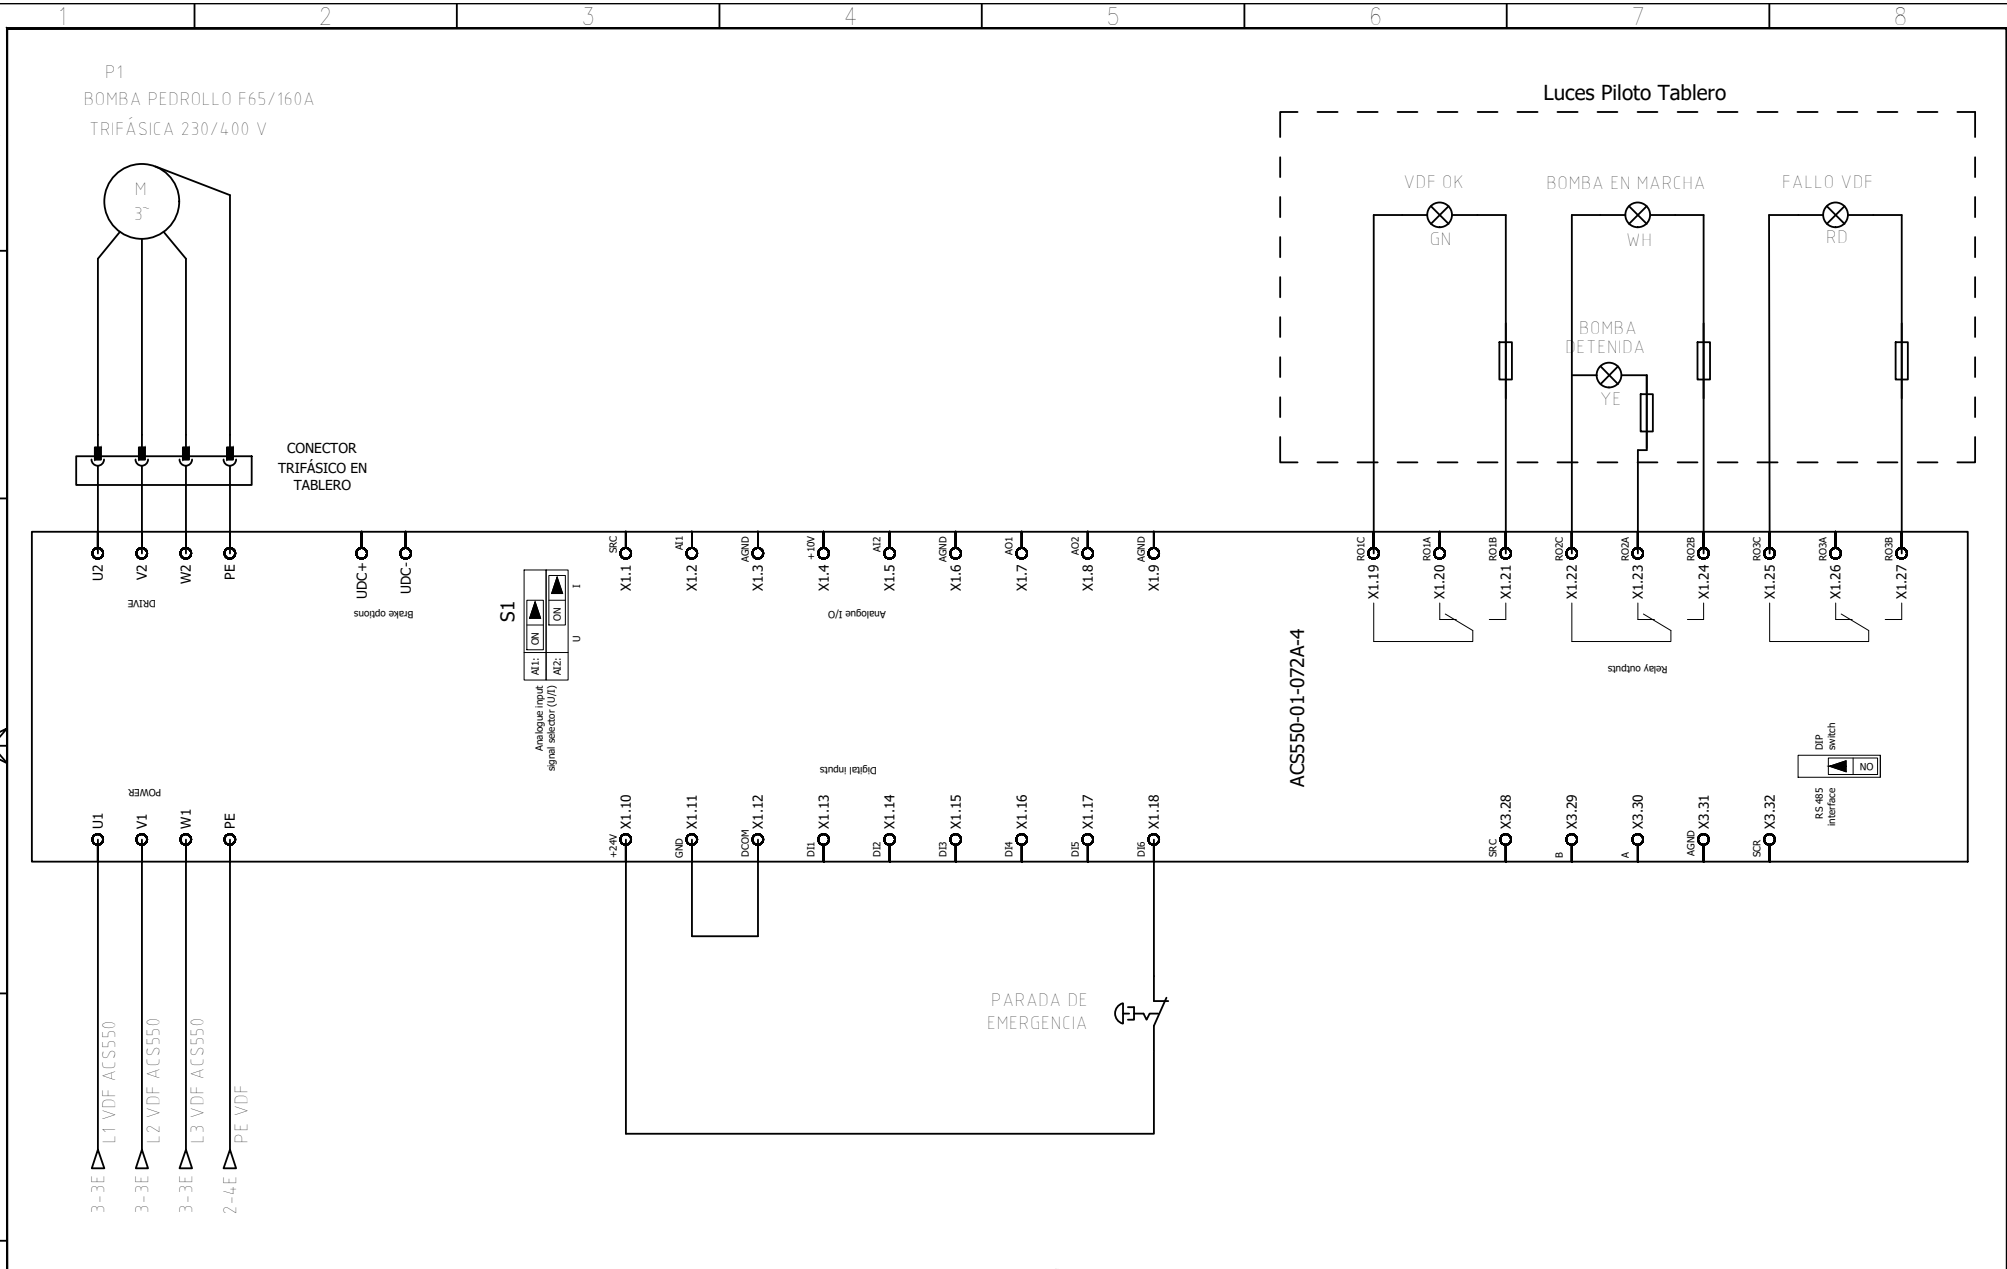 1 2 3 4 5 6 7 8
P1
BOMBA PEDROLLO F65/160A
TRIFÁSICA 230/400 V
M
3~
CONECTOR
TRIFÁSICO EN
TABLERO
Luces Piloto Tablero
VDF OK
GN
BOMBA EN MARCHA
WH
FALLO VDF
RD
BOMBA
DETENIDA
YE
U2
V2
W2
PE
DRIVE
UDC+
UDC-
Brake options
S1
AI1:
ON
AI2:
ON
U
I
Analogue input
signal selector (U/I)
SRC
X1.1
AI1
X1.2
AGND
X1.3
+10V
X1.4
AI2
X1.5
AGND
X1.6
AO1
X1.7
AO2
X1.8
AGND
X1.9
Analogue I/O
RO1C
X1.19
RO1A
X1.20
RO1B
X1.21
RO2C
X1.22
RO2A
X1.23
RO2B
X1.24
RO3C
X1.25
RO3A
X1.26
RO3B
X1.27
Relay outputs
ACS550-01-072A-4
DIP
switch
ON
RS 485
interface
POWER
U1
V1
W1
PE
Digital inputs
X1.10
+24V
X1.11
GND
X1.12
DCOM
X1.13
DI1
X1.14
DI2
X1.15
DI3
X1.16
DI4
X1.17
DI5
X1.18
DI6
X3.28
SRC
X3.29
B
X3.30
A
X3.31
AGND
X3.32
SCR
PARADA DE
EMERGENCIA
L1 VDF ACS550
L2 VDF ACS550
L3 VDF ACS550
PE VDF
3-3E
3-3E
3-3E
2-4E